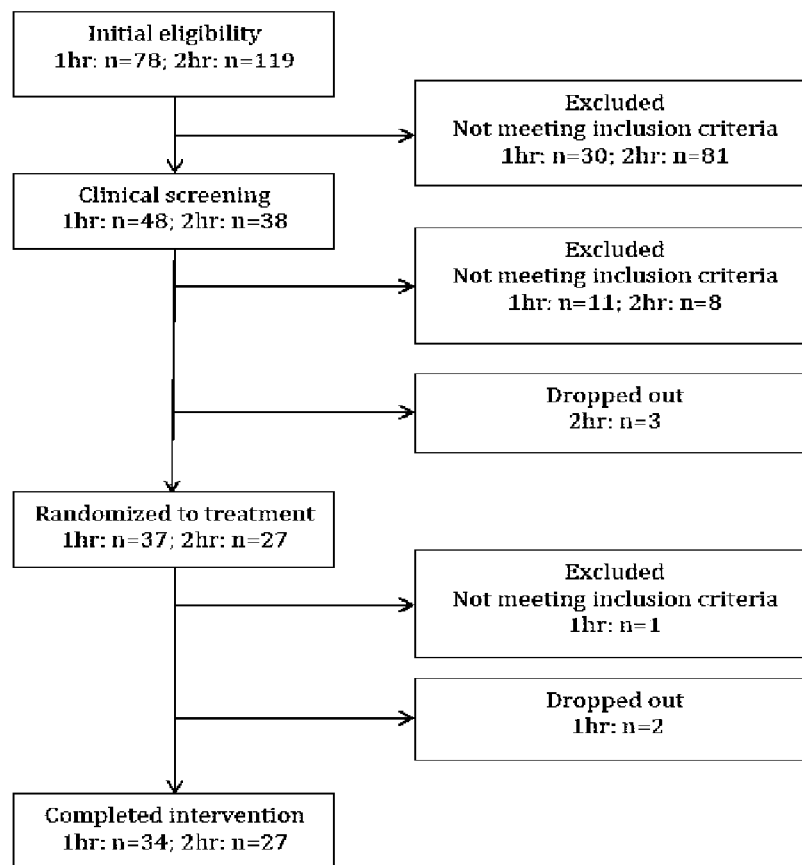 Initial eligibility
1hr: n=78; 2hr: n=119
Excluded
Not meeting inclusion criteria
1hr: n=30; 2hr: n=81
Clinical screening
1hr: n=48; 2hr: n=38
Excluded
Not meeting inclusion criteria
1hr: n=11; 2hr: n=8
Dropped out
2hr: n=3
Randomized to treatment
1hr: n=37; 2hr: n=27
Excluded
Not meeting inclusion criteria
1hr: n=1
Dropped out
1hr: n=2
Completed intervention
1hr: n=34; 2hr: n=27